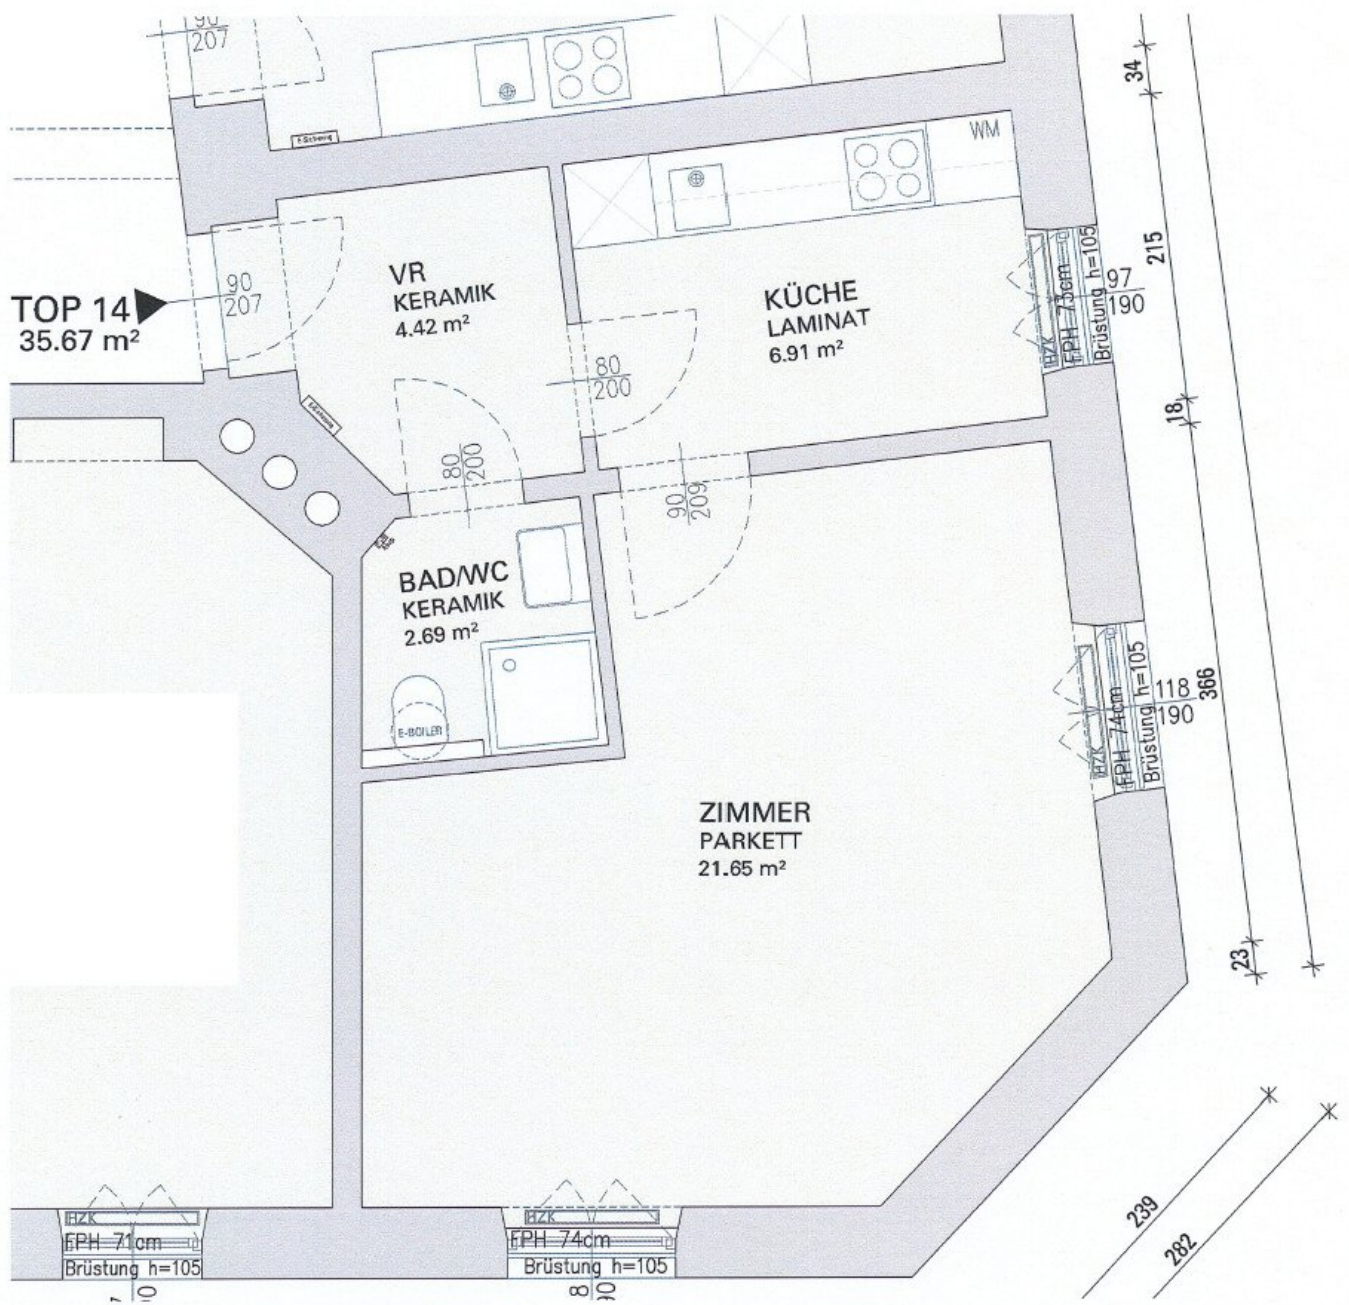 90
207
34
WM
215
90
207
TOP 14
35.67 m²
VR
KERAMIK
4.42 m²
KÜCHE
LAMINAT
6.91 m²
HZK
FPH 73cm
Brüstung h=105
97
190
80
200
18
80
200
90
209
BAD/WC
KERAMIK
2.69 m²
E-BOILER
HZK
FPH 74cm
Brüstung h=105
118
190
366
ZIMMER
PARKETT
21.65 m²
23
HZK
FPH 71cm
Brüstung h=105
HZK
FPH 74cm
Brüstung h=105
239
282